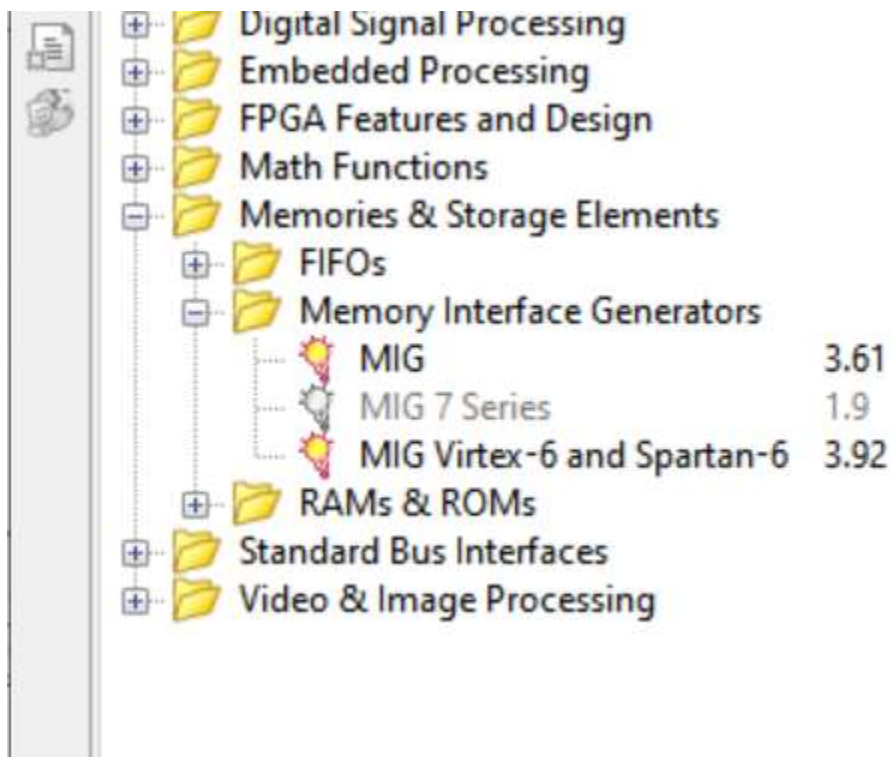 Digital Signal Processing
Embedded Processing
FPGA Features and Design
Math Functions
Memories & Storage Elements
FIFOs
Memory Interface Generators
MIG 3.61
MIG 7 Series 1.9
MIG Virtex-6 and Spartan-6 3.92
RAMs & ROMs
Standard Bus Interfaces
Video & Image Processing